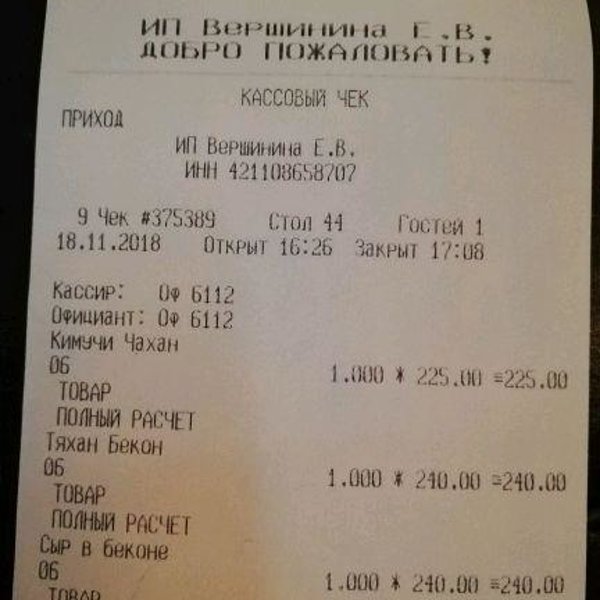 ИП Вершинина Е.В.
ДОБРО ПОЖАЛОВАТЬ!
КАССОВЫЙ ЧЕК
ПРИХОД
ИП Вершинина Е.В.
ИНН 421108658707
9 Чек #375389 Стол 44 Гостей 1
18.11.2018 Открыт 16:26 Закрыт 17:08
Кассир: Оф 6112
Официант: Оф 6112
Кимучи Чахан
06 1.000 * 225.00 =225.00
ТОВАР
ПОЛНЫЙ РАСЧЕТ
Тяхан Бекон
06 1.000 * 240.00 =240.00
ТОВАР
ПОЛНЫЙ РАСЧЕТ
Сыр в беконе
06 1.000 * 240.00 =240.00
ТОВАР